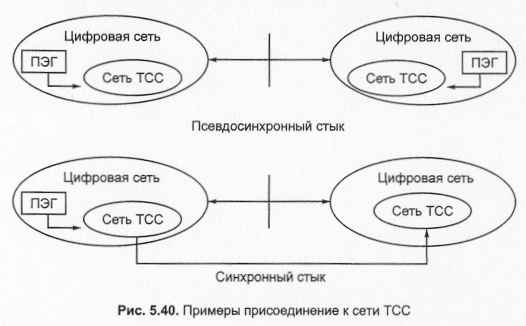 Цифровая сеть
Цифровая сеть
ПЭГ
Сеть ТСС
Сеть ТСС
ПЭГ
Псевдосинхронный стык
Цифровая сеть
Цифровая сеть
ПЭГ
Сеть ТСС
Сеть ТСС
Синхронный стык
Рис. 5.40. Примеры присоединение к сети ТСС